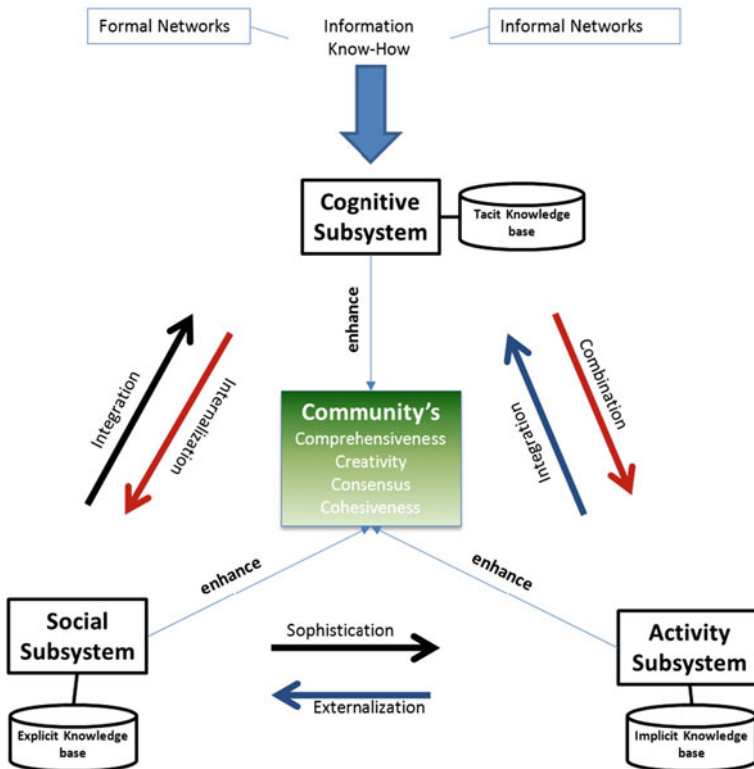 Formal Networks
Information
Know-How
Informal Networks
Cognitive
Subsystem
Tacit Knowledge
base
enhance
Integration
Internalization
Combination
Integration
Community's
Comprehensiveness
Creativity
Consensus
Cohesiveness
enhance
enhance
Social
Subsystem
Sophistication
Externalization
Activity
Subsystem
Explicit Knowledge
base
Implicit Knowledge
base